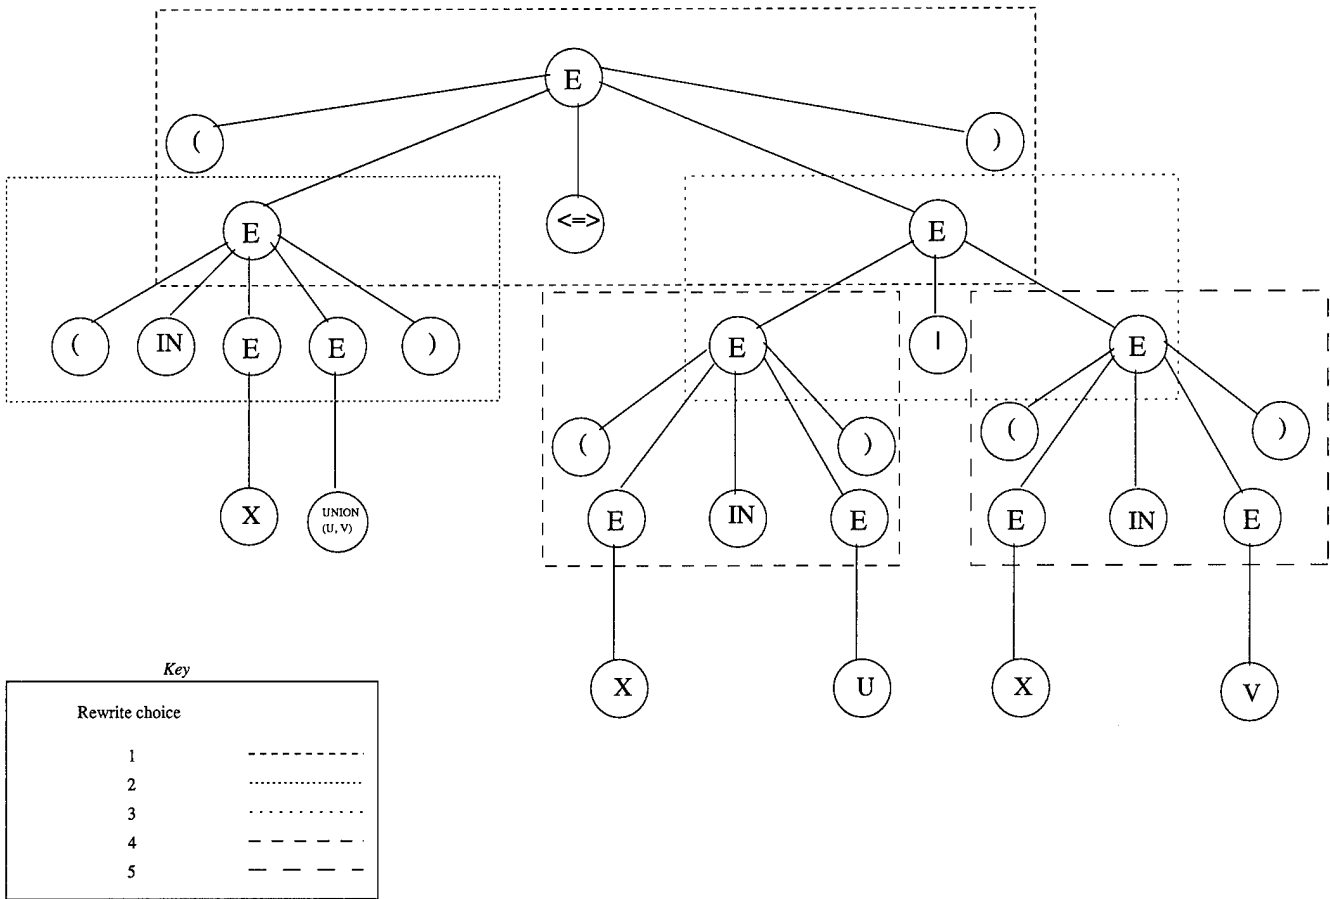 E
( )
E <=> E
( IN E E ) E | E
( ) ( )
X UNION E IN E E IN E
(U, V)
X U X V
Key
Rewrite choice
1
2
3
4
5